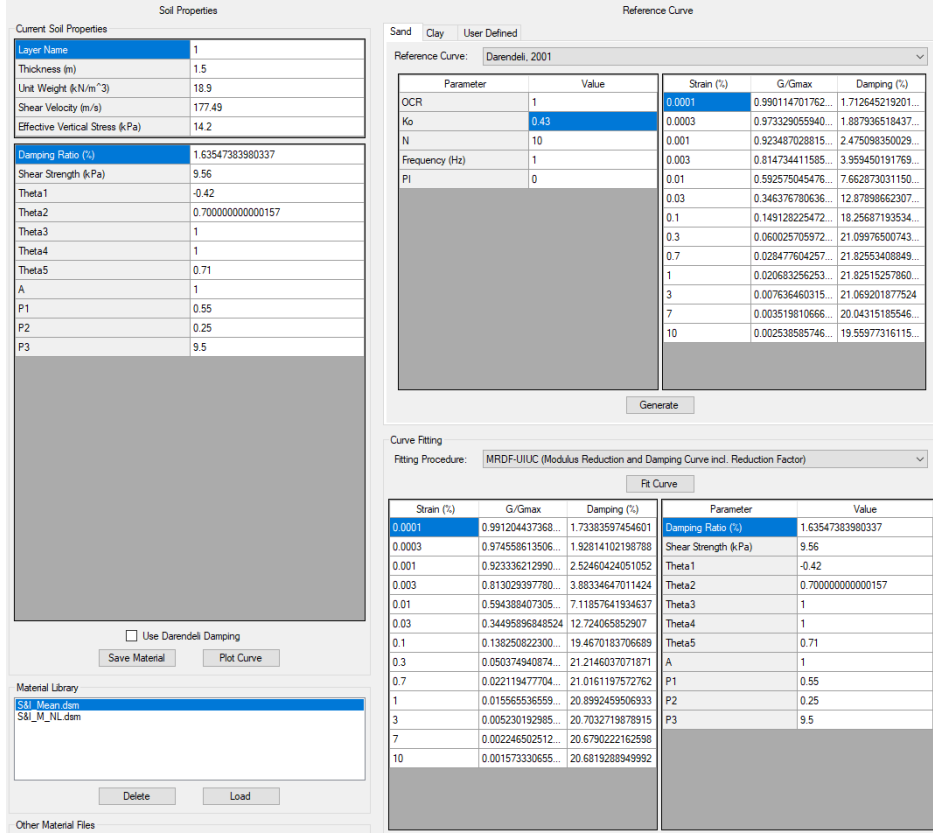 Soil Properties
Current Soil Properties
Layer Name 1
Thickness (m) 1.5
Unit Weight (kN/m^3) 18.9
Shear Velocity (m/s) 177.49
Effective Vertical Stress (kPa) 14.2
Damping Ratio (%) 1.63547383980337
Shear Strength (kPa) 9.56
Theta1 -0.42
Theta2 0.700000000000157
Theta3 1
Theta4 1
Theta5 0.71
A 1
P1 0.55
P2 0.25
P3 9.5
Use Darendeli Damping
Save Material Plot Curve
Material Library
S&I_Mean.dsm
S&I_M_NL.dsm
Delete Load
Other Material Files
Reference Curve
Sand Clay User Defined
Reference Curve: Darendeli, 2001
Parameter Value
OCR 1
Ko 0.43
N 10
Frequency (Hz) 1
PI 0
Strain (%) G/Gmax Damping (%)
0.0001 0.990114701762... 1.712645219201...
0.0003 0.973329055940... 1.887936518437...
0.001 0.923487028815... 2.475098350029...
0.003 0.814734411585... 3.959450191769...
0.01 0.592575045476... 7.662873031150...
0.03 0.346376780636... 12.87898662307...
0.1 0.149128225472... 18.25687193534...
0.3 0.060025705972... 21.09976500743...
0.7 0.028477604257... 21.82553408849...
1 0.020683256253... 21.82515257860...
3 0.007636460315... 21.069201877524
7 0.003519810666... 20.04315185546...
10 0.002538585746... 19.55977316115...
Generate
Curve Fitting
Fitting Procedure: MRDF-UIUC (Modulus Reduction and Damping Curve incl. Reduction Factor)
Fit Curve
Strain (%) G/Gmax Damping (%)
0.0001 0.991204437368... 1.73383597454601
0.0003 0.974558613506... 1.92814102198788
0.001 0.923336212990... 2.52460424051052
0.003 0.813029397780... 3.88334647011424
0.01 0.594388407305... 7.11857641934637
0.03 0.34495896848524 12.724065852907
0.1 0.138250822300... 19.4670183706689
0.3 0.050374940874... 21.2146037071871
0.7 0.022119477704... 21.0161197572762
1 0.015565536559... 20.8992459506933
3 0.005230192985... 20.7032719878915
7 0.002246502512... 20.6790222162598
10 0.001573330655... 20.6819288949992
Parameter Value
Damping Ratio (%) 1.63547383980337
Shear Strength (kPa) 9.56
Theta1 -0.42
Theta2 0.700000000000157
Theta3 1
Theta4 1
Theta5 0.71
A 1
P1 0.55
P2 0.25
P3 9.5